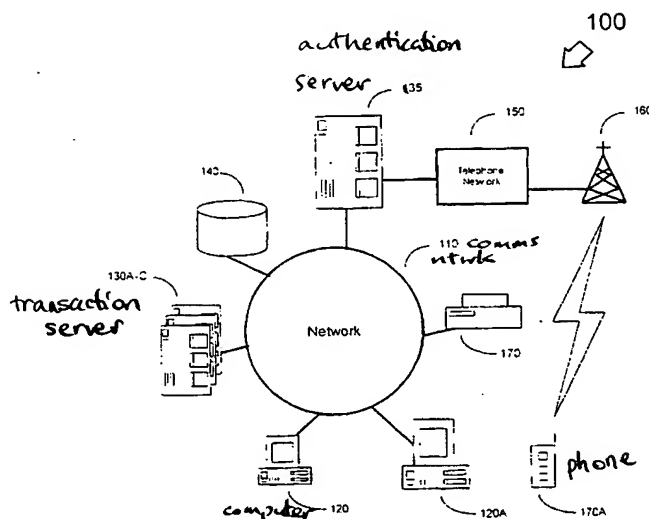 100
authentication
server
135
150
160
Telephone
Network
140
110 comms
ntwk
130A-C
transaction
server
Network
170
phone
computer
120
120A
170A